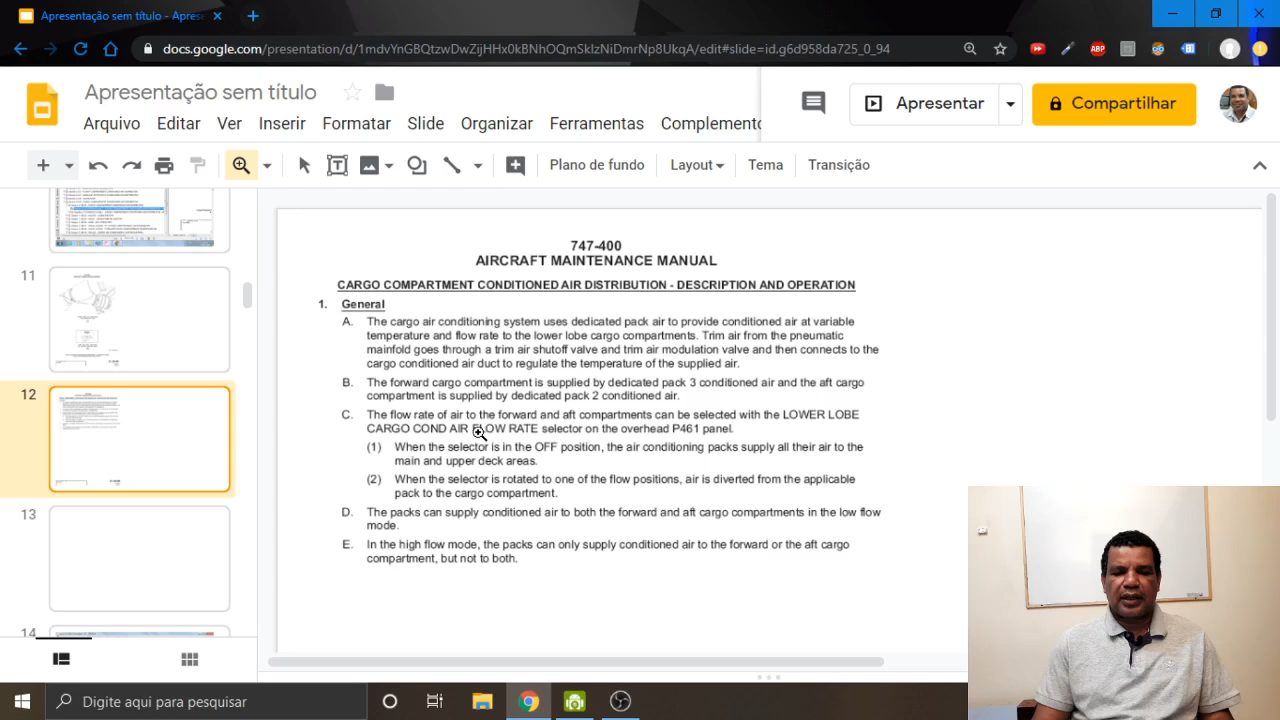 Apresentação sem título - Apres
docs.google.com/presentation/d/1mdvYnGBQtzwDwZijHHx0kBNhOQmSkIzNiDmrNp8UkqA/edit#slide=id.g6d958da725_0_94
ABP
Apresentação sem título
Apresentar
Compartilhar
Arquivo Editar Ver Inserir Formatar Slide Organizar Ferramentas Complemento
Plano de fundo Layout Tema Transição
11
12
13
14
747-400
AIRCRAFT MAINTENANCE MANUAL
CARGO COMPARTMENT CONDITIONED AIR DISTRIBUTION - DESCRIPTION AND OPERATION
1. General
A. The cargo air conditioning system uses dedicated pack air to provide conditioned air at variable
temperature and flow rate to the lower lobe cargo compartments. Trim air from the pneumatic
mainfold goes through a trim air shutoff valve and trim air modulation valve and then connects to the
cargo conditioned air duct to regulate the temperature of the supplied air.
B. The forward cargo compartment is supplied by dedicated pack 3 conditioned air and the aft cargo
compartment is supplied by dedicated pack 2 conditioned air.
C. The flow rate of air to the forward and aft compartments can be selected with the LOWER LOBE
CARGO COND AIR FLOW RATE selector on the overhead P461 panel.
(1) When the selector is in the OFF position, the air conditioning packs supply all their air to the
main and upper deck areas.
(2) When the selector is rotated to one of the flow positions, air is diverted from the applicable
pack to the cargo compartment.
D. The packs can supply conditioned air to both the forward and aft cargo compartments in the low flow
mode.
E. In the high flow mode, the packs can only supply conditioned air to the forward or the aft cargo
compartment, but not to both.
Digite aqui para pesquisar